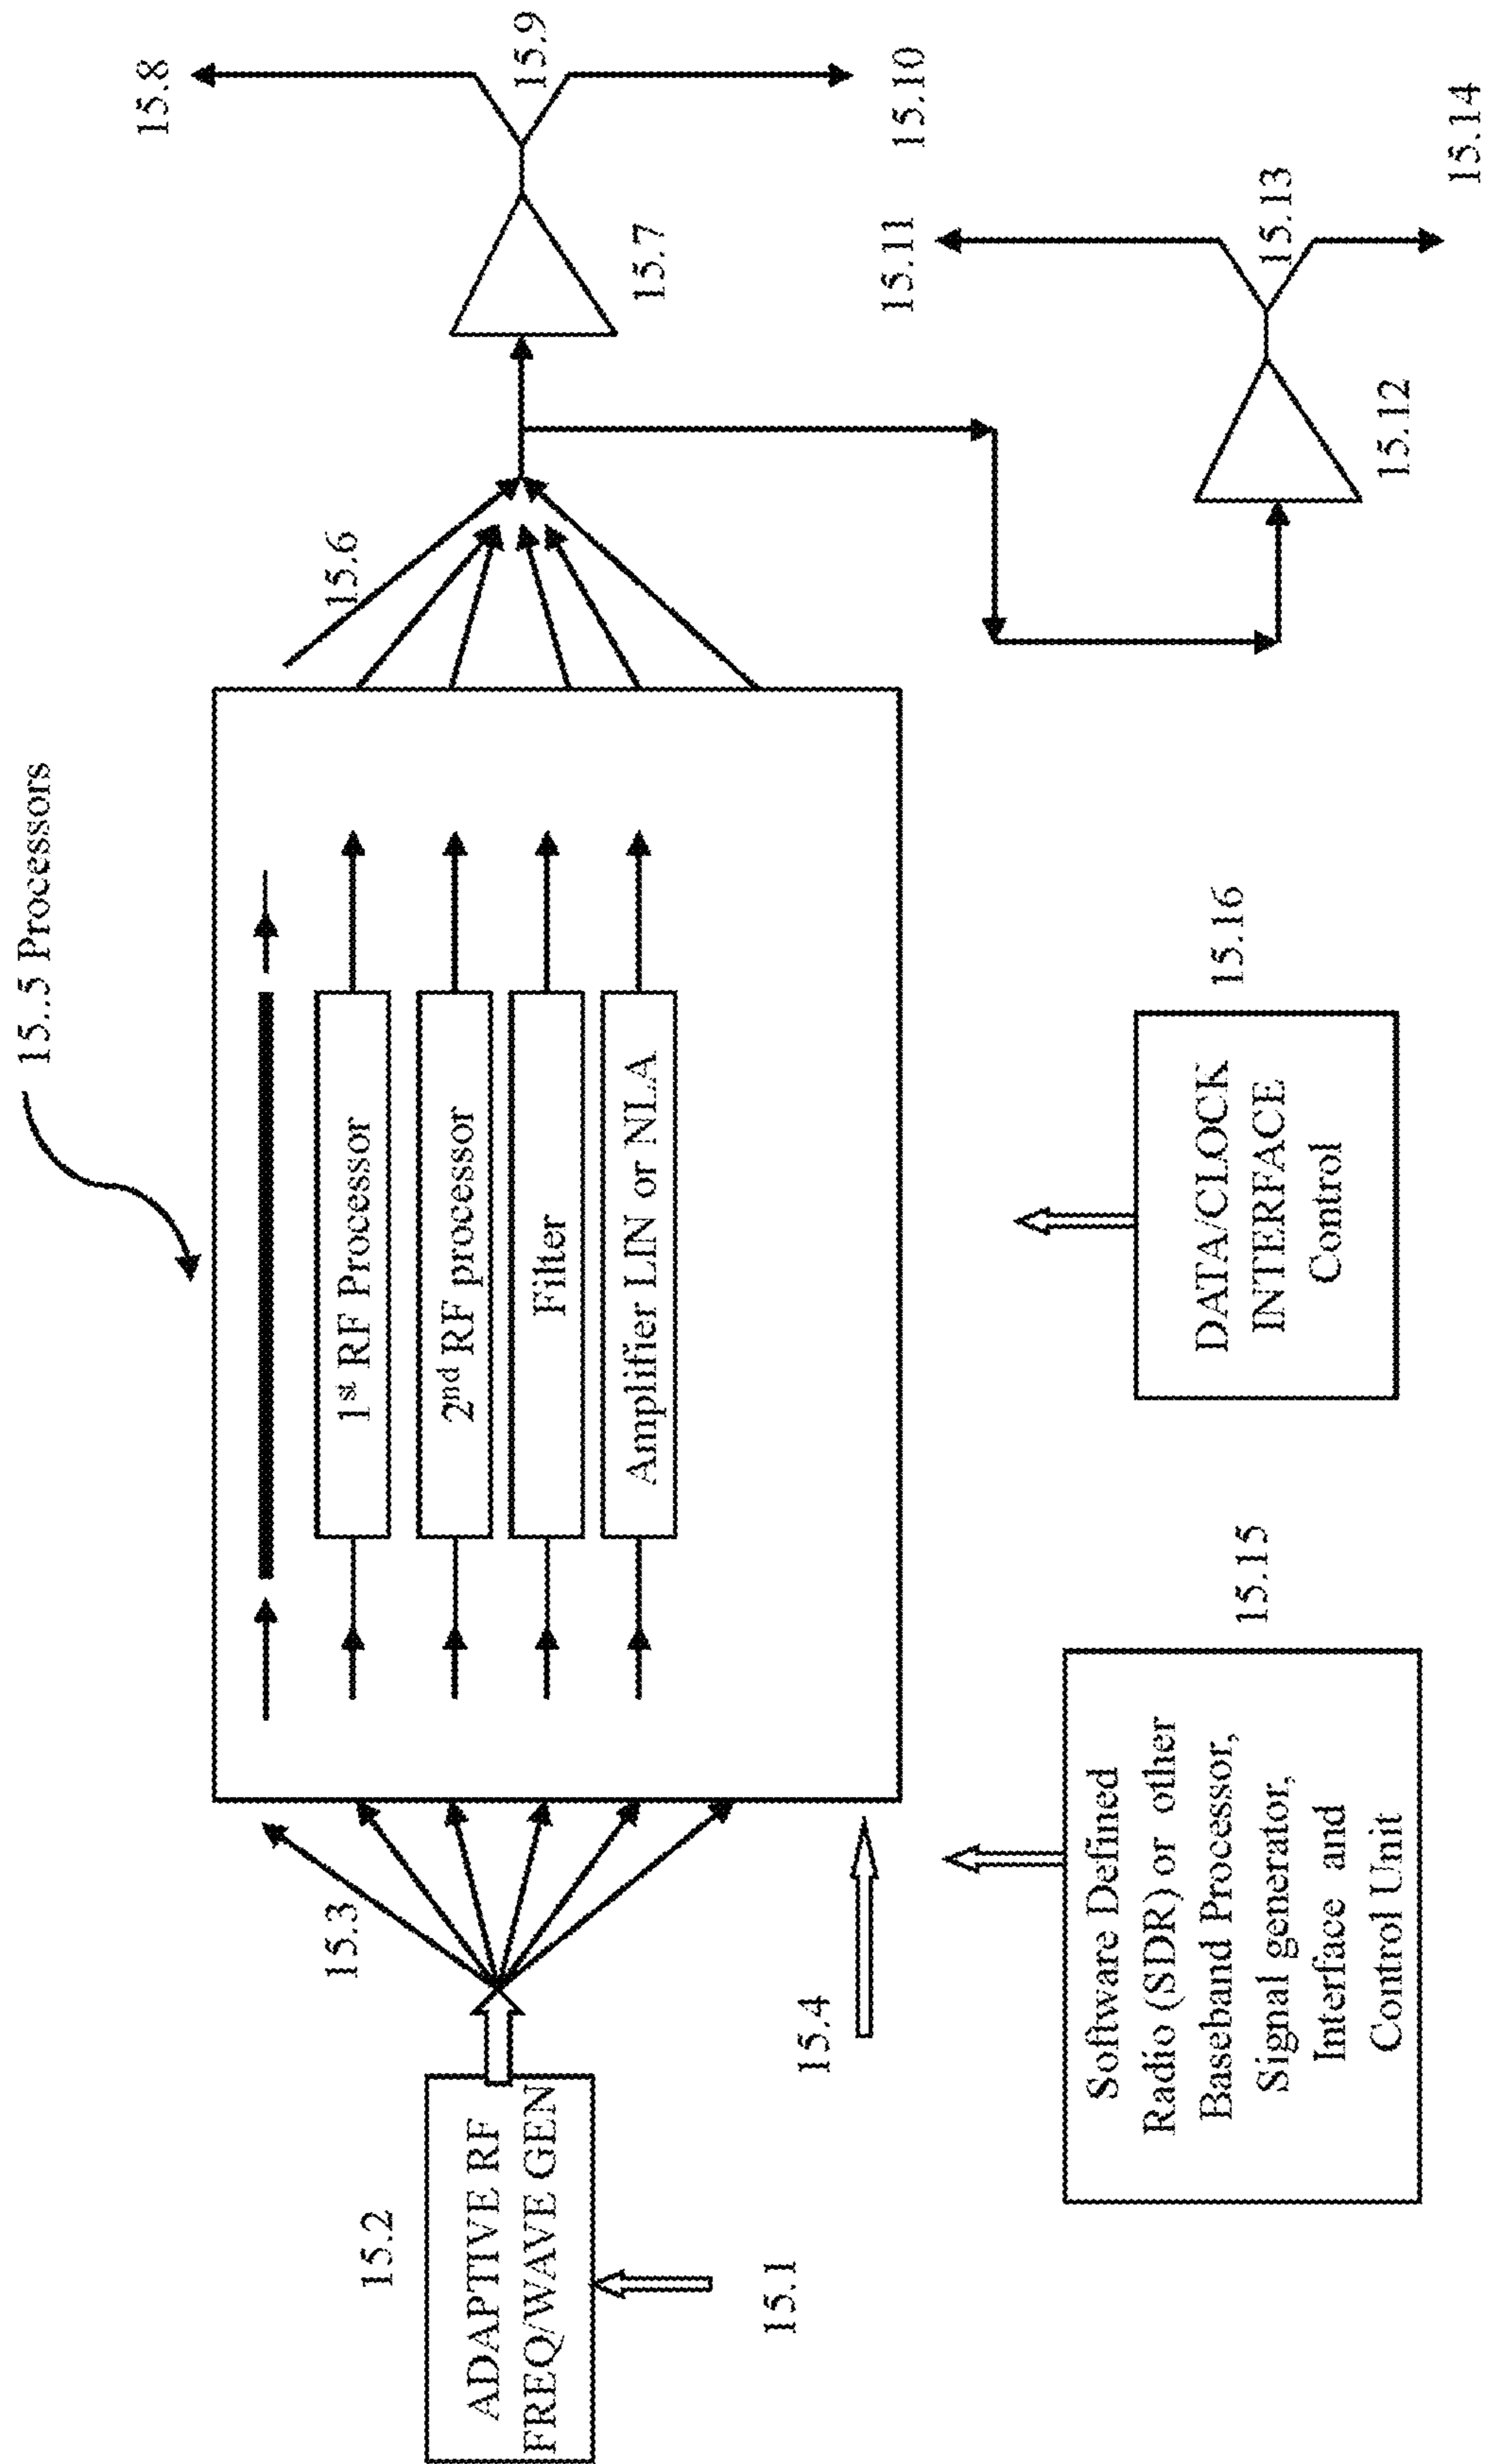 15..5 Processors
15.8
15.9
15.10
15.7
15.6
15.11
15.13
15.14
15.12
15.2
ADAPTIVE RF
FREQ/WAVE GEN
15.1
15.3
15.4
1st RF Processor
2nd RF processor
Filter
Amplifier LIN or NLA
15.15
Software Defined
Radio (SDR) or other
Baseband Processor,
Signal generator,
Interface and
Control Unit
15.16
DATA/CLOCK
INTERFACE
Control